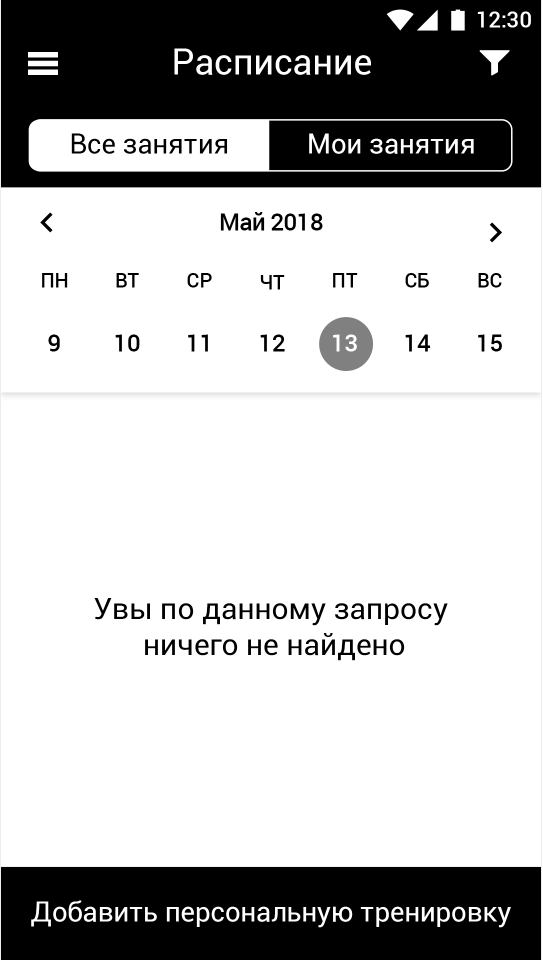 12:30
Расписание
Все занятия Мои занятия
Май 2018
ПН ВТ СР ЧТ ПТ СБ ВС
9 10 11 12 13 14 15
Увы по данному запросу
ничего не найдено
Добавить персональную тренировку